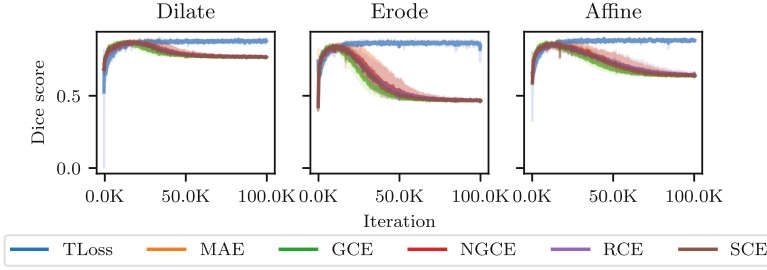 Dilate Erode Affine
Dice score
0.5
0.0
0.0K 50.0K 100.0K 0.0K 50.0K 100.0K 0.0K 50.0K 100.0K
Iteration
TLoss MAE GCE NGCE RCE SCE